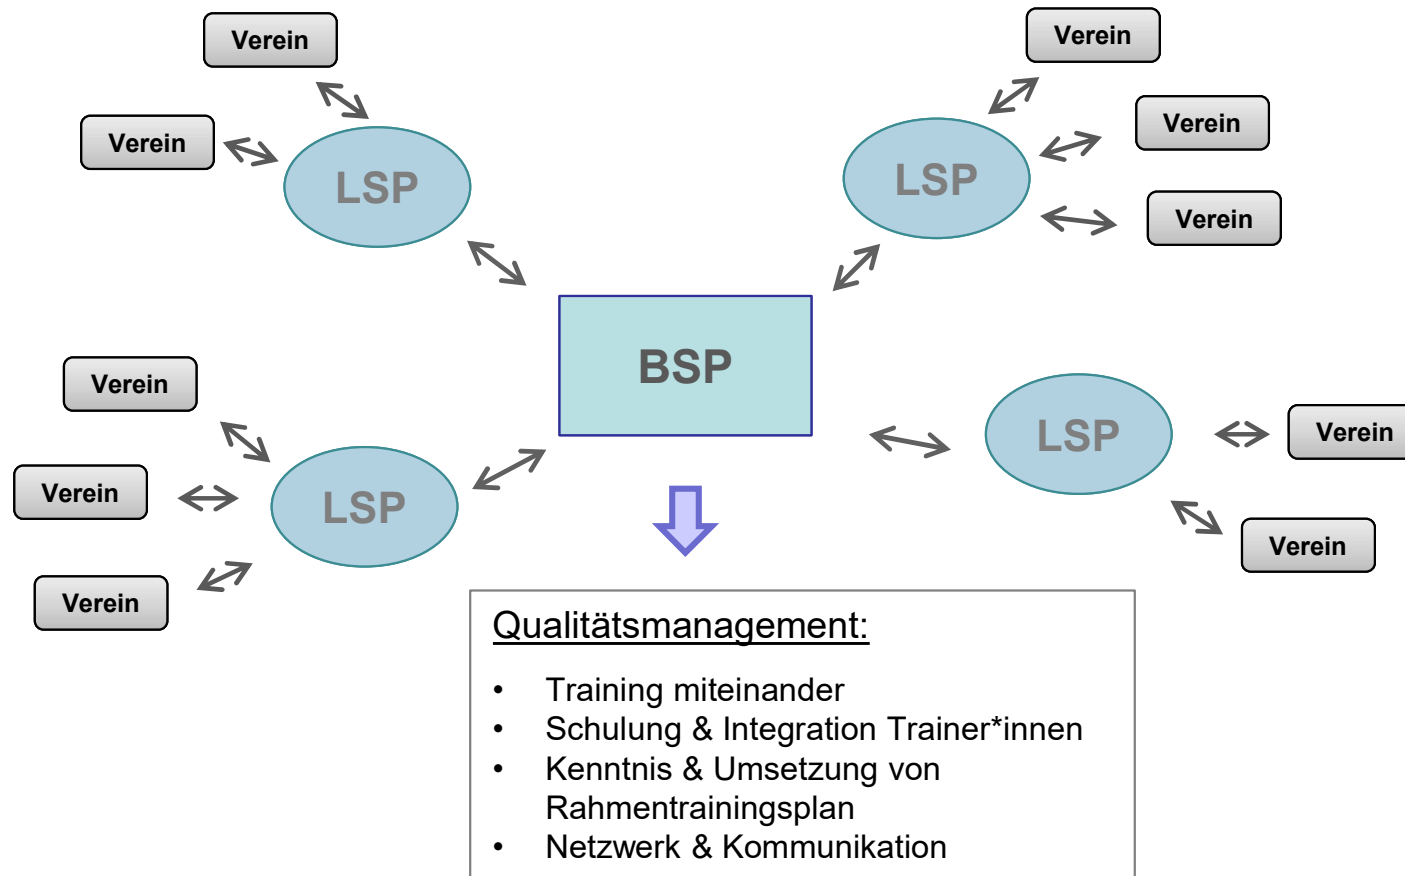 Verein
Verein
Verein
Verein
LSP
LSP
Verein
BSP
Verein
LSP
Verein
Verein
LSP
Verein
Verein
Verein
Qualitätsmanagement:
• Training miteinander
• Schulung & Integration Trainer*innen
• Kenntnis & Umsetzung von
Rahmentrainingsplan
• Netzwerk & Kommunikation